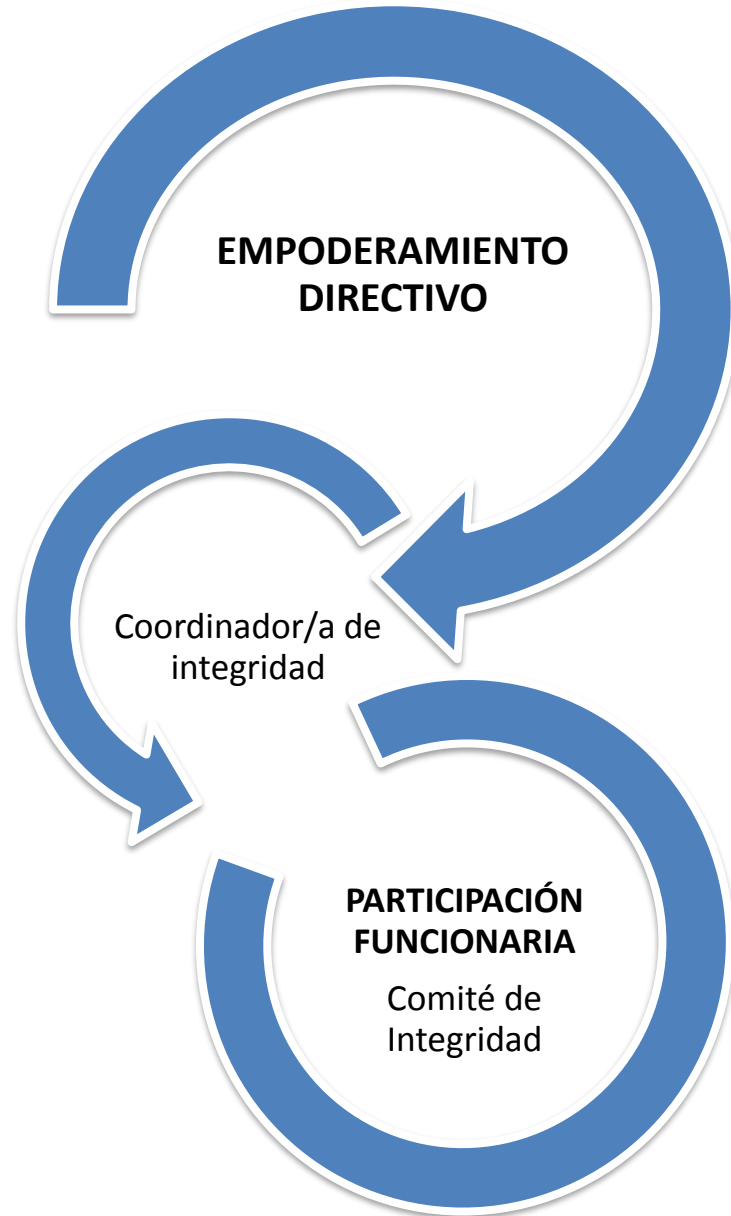 EMPODERAMIENTO
DIRECTIVO
Coordinador/a de
integridad
PARTICIPACIÓN
FUNCIONARIA
Comité de
Integridad